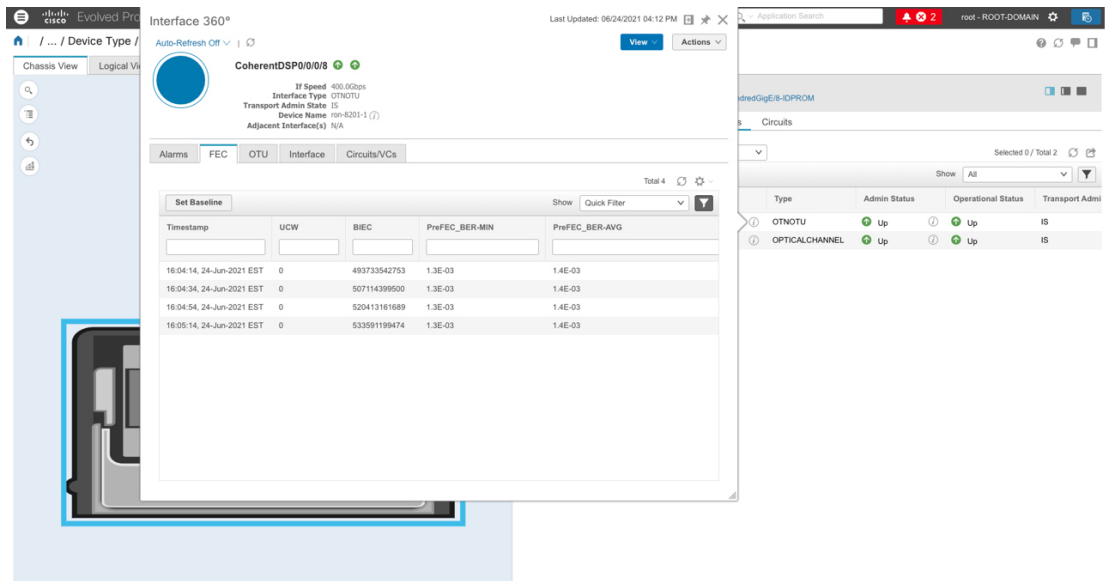 cisco Evolved Pro
Application Search
2
root - ROOT-DOMAIN
/ ... / Device Type /
Chassis View Logical Vi
Interface 360°
Last Updated: 06/24/2021 04:12 PM
Auto-Refresh Off |
View
Actions
CoherentDSP0/0/0/8
If Speed 400.0Gbps
Interface Type OTNOTU
Transport Admin State IS
Device Name ron-8201-1
Adjacent Interface(s) N/A
Alarms FEC OTU Interface Circuits/VCs
Total 4
Set Baseline
Show Quick Filter
Timestamp UCW BIEC PreFEC_BER-MIN PreFEC_BER-AVG
16:04:14, 24-Jun-2021 EST 0 493733542753 1.3E-03 1.4E-03
16:04:34, 24-Jun-2021 EST 0 507114399500 1.3E-03 1.4E-03
16:04:54, 24-Jun-2021 EST 0 520413161689 1.3E-03 1.4E-03
16:05:14, 24-Jun-2021 EST 0 533591199474 1.3E-03 1.4E-03
ndredGigE/8-IDPROM
s Circuits
Selected 0 / Total 2
Show All
Type Admin Status Operational Status Transport Admi
OTNOTU Up Up IS
OPTICALCHANNEL Up Up IS